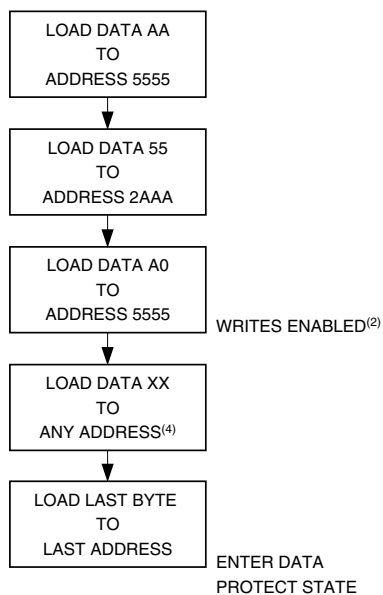 LOAD DATA AA
TO
ADDRESS 5555
LOAD DATA 55
TO
ADDRESS 2AAA
LOAD DATA A0
TO
ADDRESS 5555
WRITES ENABLED(2)
LOAD DATA XX
TO
ANY ADDRESS(4)
LOAD LAST BYTE
TO
LAST ADDRESS
ENTER DATA
PROTECT STATE